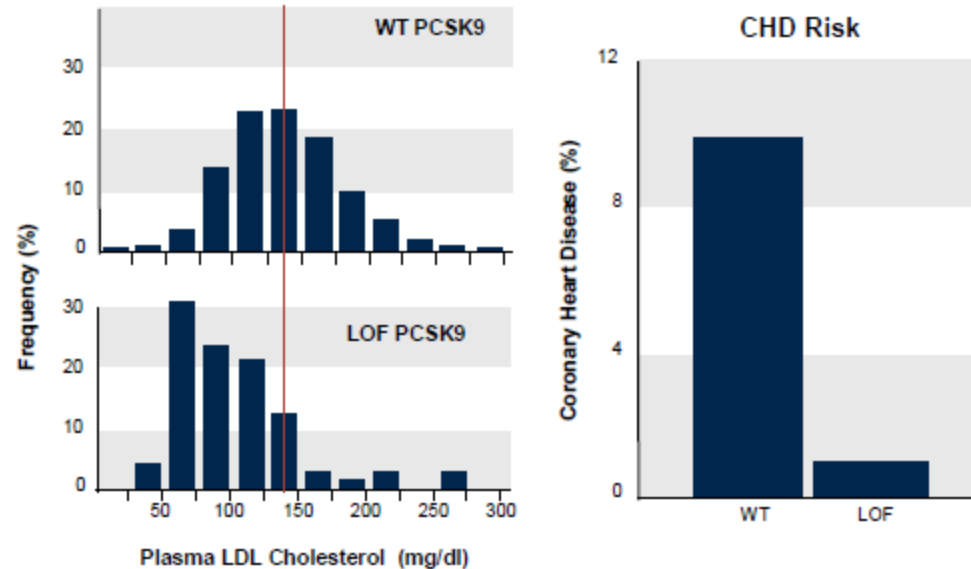 WT PCSK9
30
20
10
0
Frequency (%)
LOF PCSK9
30
20
10
0
50 100 150 200 250 300
Plasma LDL Cholesterol (mg/dl)
CHD Risk
Coronary Heart Disease (%)
12
8
4
0
WT LOF